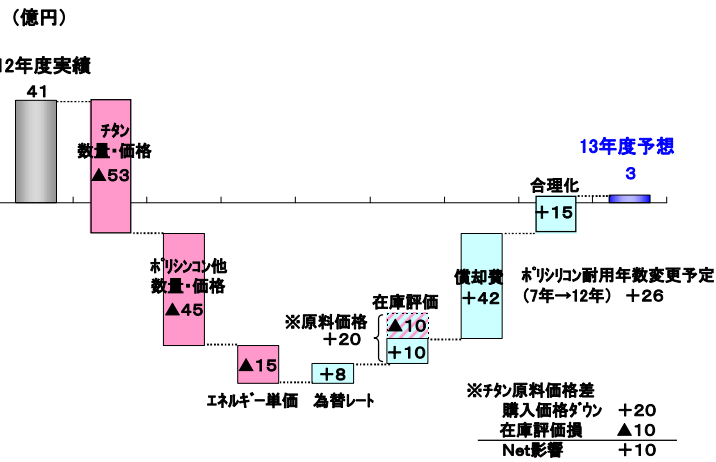 （億円）
12年度実績
41
チタン
数量・価格
▲53
13年度予想
3
合理化
+15
ポリシンコン他
数量・価格
▲45
償却費
+42
ポリシリコン耐用年数変更予定
（7年→12年） +26
在庫評価
※原料価格
+20
▲10
+10
▲15
+8
エネルギー単価 為替レート
※チタン原料価格差
購入価格ダウン +20
在庫評価損 ▲10
Net影響 +10